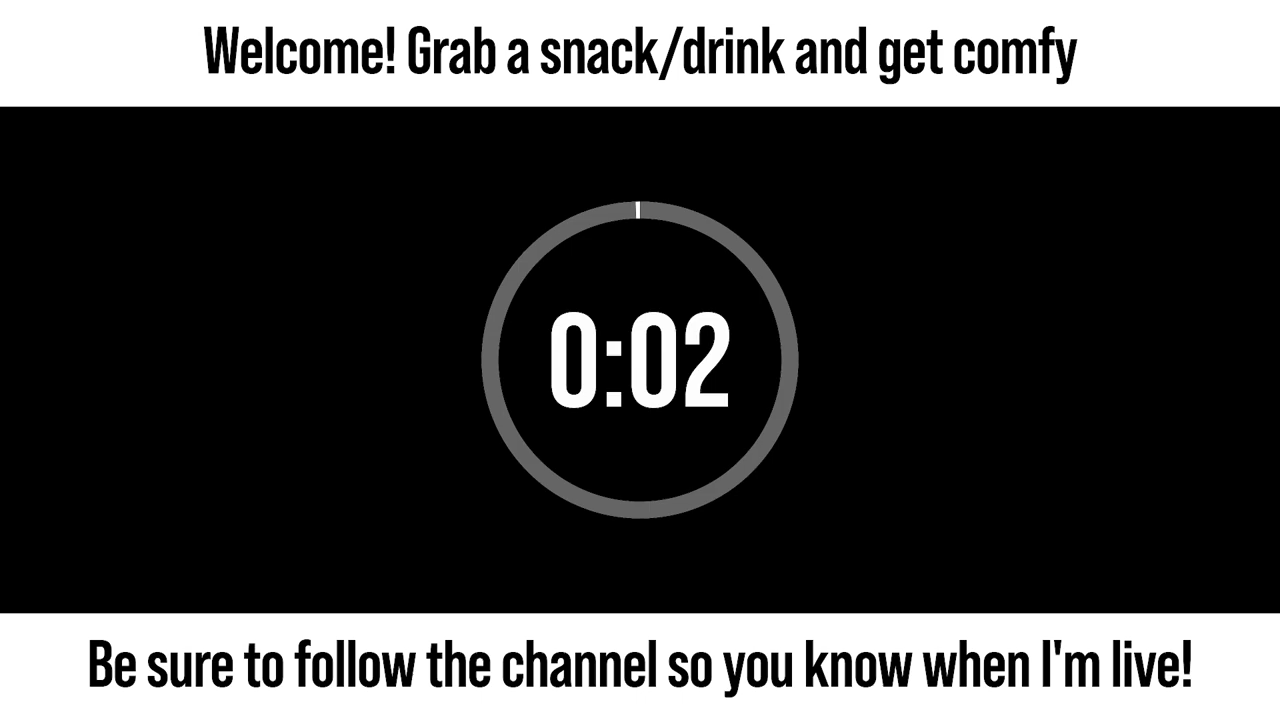 Welcome! Grab a snack/drink and get comfy
0:02
Be sure to follow the channel so you know when I'm live!